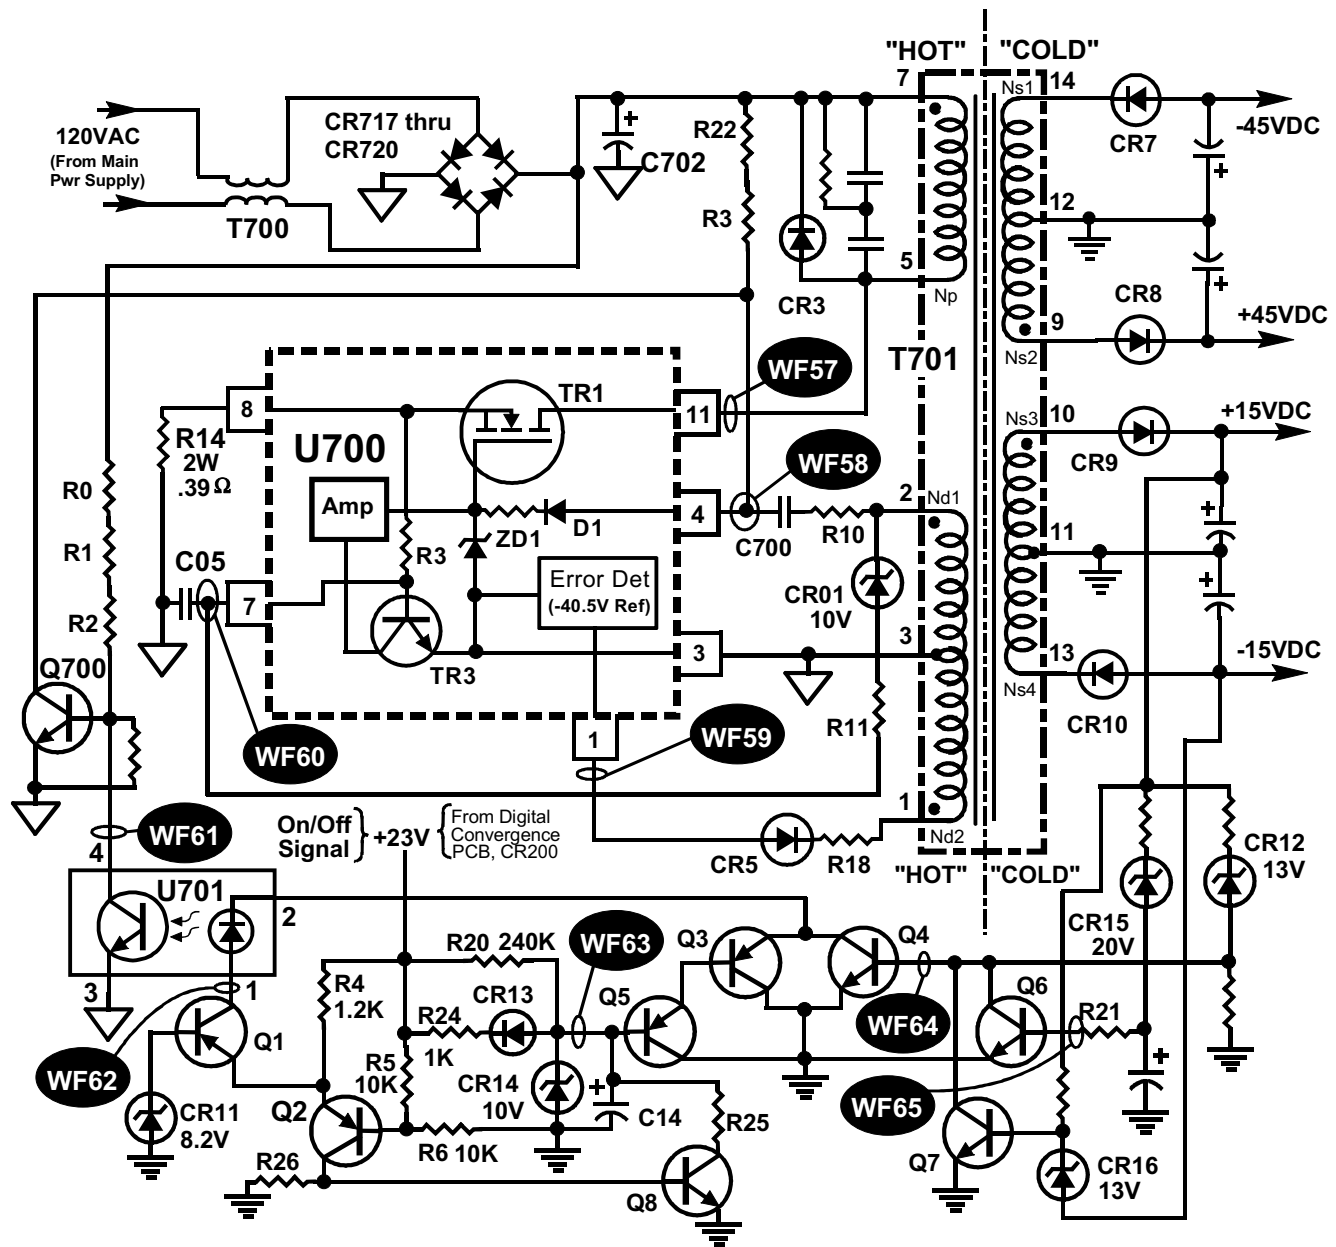 "HOT"
"COLD"
7
Ns1
14
120VAC
(From Main
Pwr Supply)
CR717 thru
CR720
R22
C702
CR7
-45VDC
T700
R3
12
5
CR3
Np
CR8
9
+45VDC
T701
Ns2
WF57
TR1
8
11
Ns3
10
+15VDC
R14
2W
.39Ω
U700
WF58
CR9
R0
Amp
ZD1
D1
4
C700
R10
2
Nd1
11
R1
C05
R3
Error Det
(-40.5V Ref)
CR01
10V
R2
7
3
3
13
-15VDC
Q700
TR3
Ns4
CR10
WF60
1
WF59
R11
WF61
4
On/Off
Signal
+23V
From Digital
Convergence
PCB, CR200
CR5
R18
1
Nd2
"HOT"
"COLD"
CR12
13V
U701
2
CR15
20V
R20
240K
WF63
Q3
Q4
3
1
R4
1.2K
CR13
Q5
Q6
R21
R24
1K
WF64
Q1
WF62
R5
10K
CR14
10V
WF65
CR11
8.2V
Q2
C14
R25
R6
10K
R26
Q7
CR16
13V
Q8